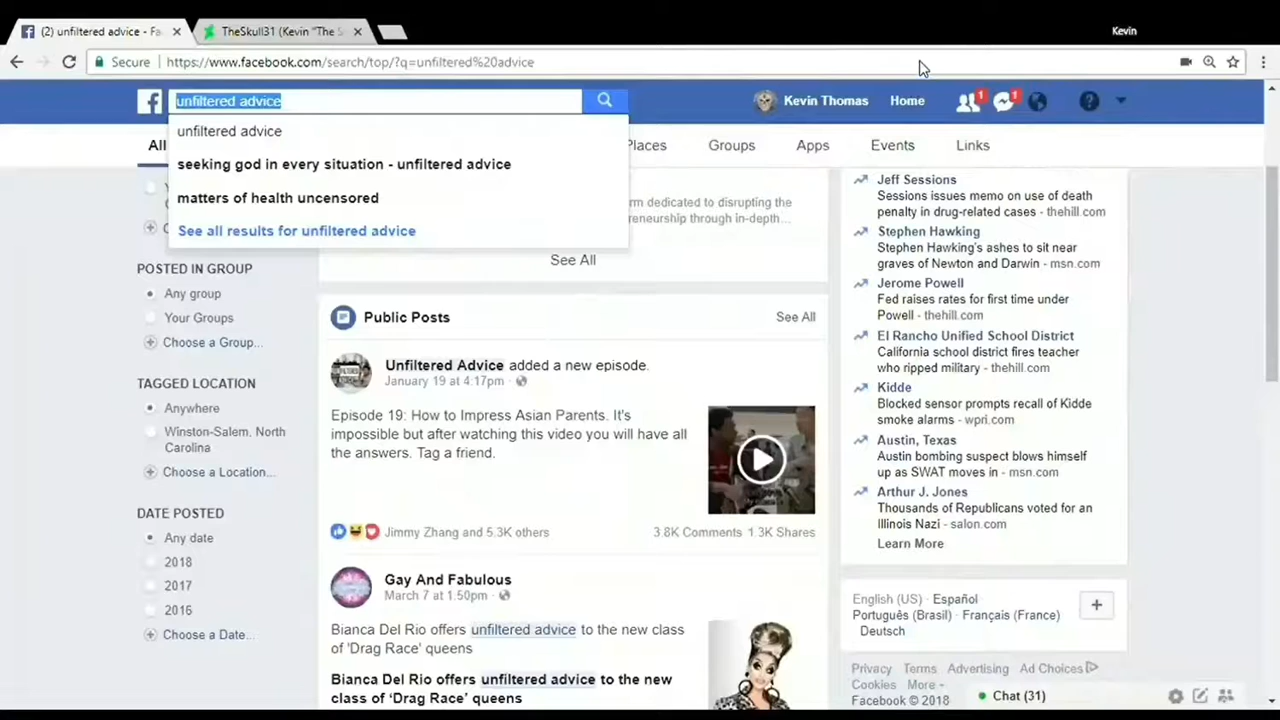 (2) unfiltered advice - Fa
TheSkull31 (Kevin "The S
Kevin
Secure
https://www.facebook.com/search/top/?q=unfiltered%20advice
unfiltered advice
Kevin Thomas
Home
1
1
unfiltered advice
seeking god in every situation - unfiltered advice
matters of health uncensored
See all results for unfiltered advice
All
Places
Groups
Apps
Events
Links
POSTED IN GROUP
Any group
Your Groups
Choose a Group...
TAGGED LOCATION
Anywhere
Winston-Salem, North
Carolina
Choose a Location...
DATE POSTED
Any date
2018
2017
2016
Choose a Date...
rm dedicated to disrupting the
reneurship through in-depth...
See All
Public Posts
See All
Unfiltered Advice added a new episode.
January 19 at 4:17pm ·
Episode 19: How to Impress Asian Parents. It's
impossible but after watching this video you will have all
the answers. Tag a friend.
Jimmy Zhang and 5.3K others
3.8K Comments 1.3K Shares
Gay And Fabulous
March 7 at 1:50pm ·
Bianca Del Rio offers unfiltered advice to the new class
of 'Drag Race' queens
Bianca Del Rio offers unfiltered advice to the new
class of 'Drag Race' queens
Jeff Sessions
Sessions issues memo on use of death
penalty in drug-related cases - thehill.com
Stephen Hawking
Stephen Hawking's ashes to sit near
graves of Newton and Darwin - msn.com
Jerome Powell
Fed raises rates for first time under
Powell - thehill.com
El Rancho Unified School District
California school district fires teacher
who ripped military - thehill.com
Kidde
Blocked sensor prompts recall of Kidde
smoke alarms - wpri.com
Austin, Texas
Austin bombing suspect blows himself
up as SWAT moves in - msn.com
Arthur J. Jones
Thousands of Republicans voted for an
Illinois Nazi - salon.com
Learn More
English (US) · Español ·
Português (Brasil) · Français (France) ·
Deutsch
Privacy · Terms · Advertising · Ad Choices
Cookies · More
Facebook © 2018
Chat (31)